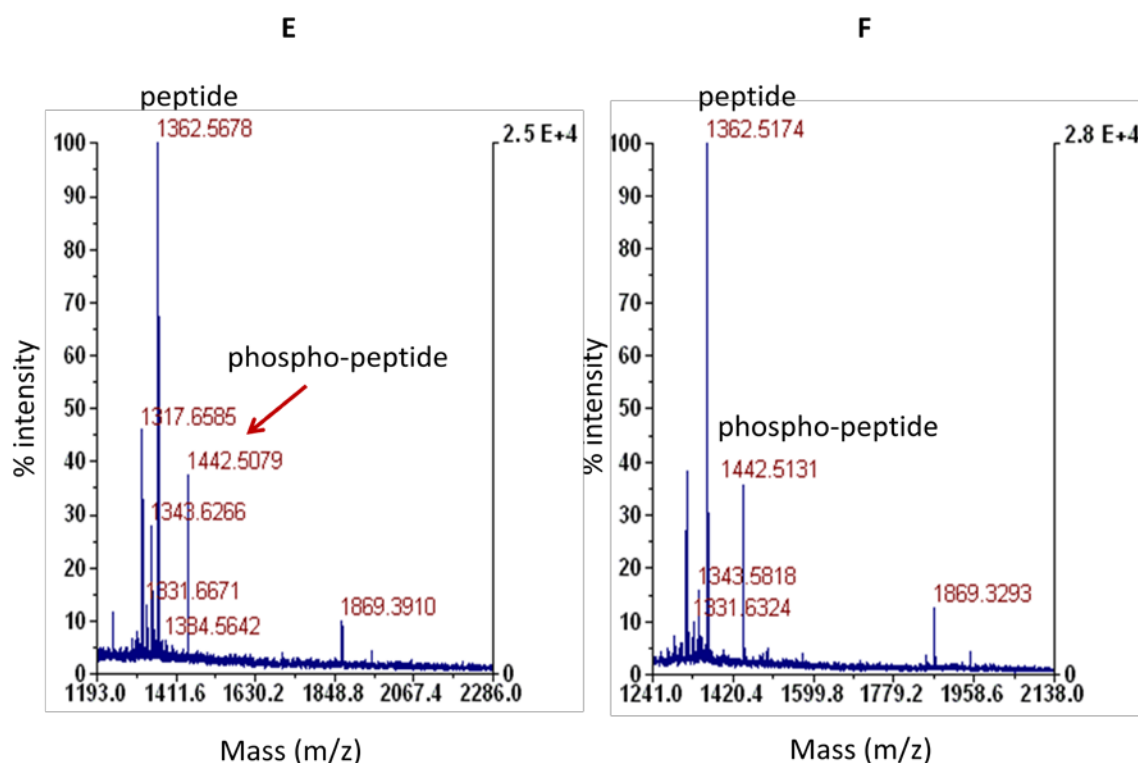 E
peptide
1362.5678
100
90
80
70
60
50
40
30
20
10
0
2.5 E+4
0
phospho-peptide
1317.6585
1442.5079
1343.6266
1331.6671
1334.5642
1869.3910
% intensity
1193.0 1411.6 1630.2 1848.8 2067.4 2286.0
Mass (m/z)
F
peptide
1362.5174
100
90
80
70
60
50
40
30
20
10
0
2.8 E+4
0
phospho-peptide
1442.5131
1343.5818
1331.6324
1869.3293
% intensity
1241.0 1420.4 1599.8 1779.2 1958.6 2138.0
Mass (m/z)